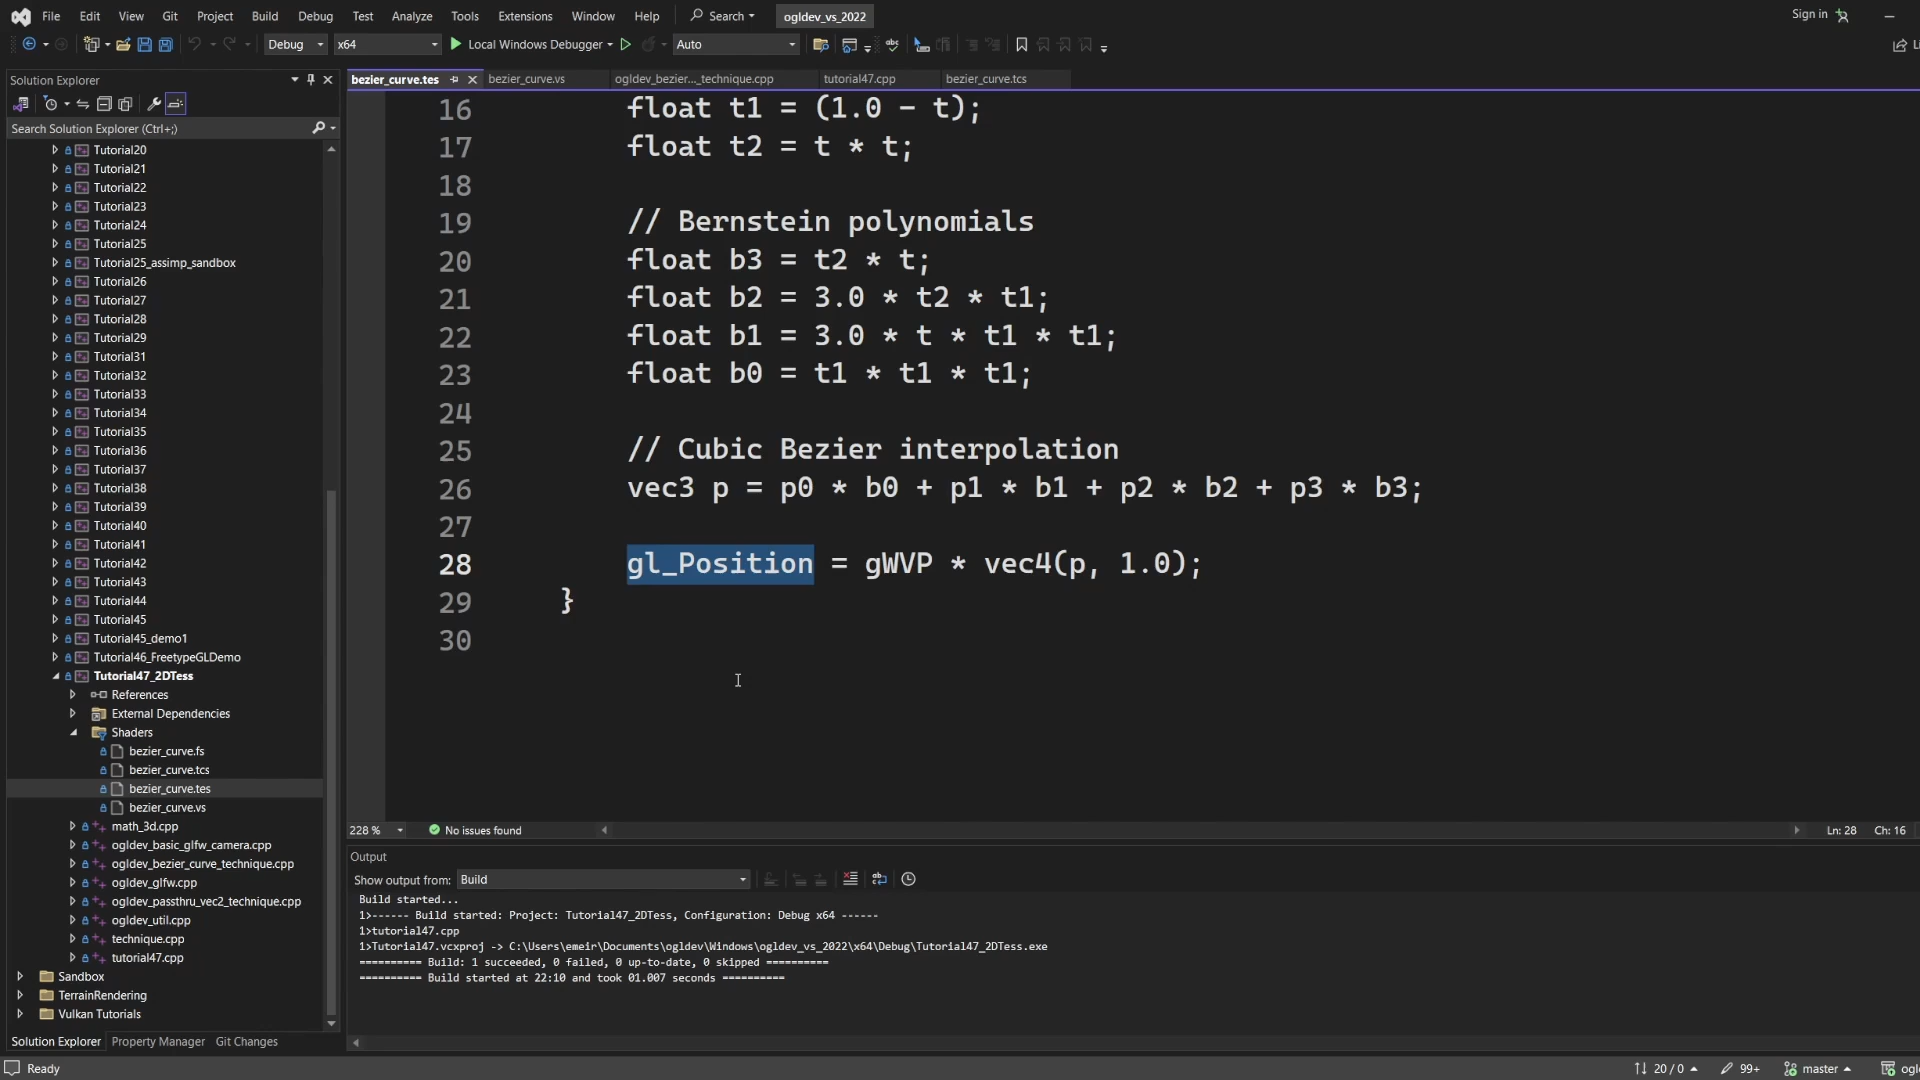 File Edit View Git Project Build Debug Test Analyze Tools Extensions Window Help Search ogldev_vs_2022 Sign in
Debug x64 Local Windows Debugger Auto
Solution Explorer
Search Solution Explorer (Ctrl+;)
Tutorial20
Tutorial21
Tutorial22
Tutorial23
Tutorial24
Tutorial25
Tutorial25_assimp_sandbox
Tutorial26
Tutorial27
Tutorial28
Tutorial29
Tutorial31
Tutorial32
Tutorial33
Tutorial34
Tutorial35
Tutorial36
Tutorial37
Tutorial38
Tutorial39
Tutorial40
Tutorial41
Tutorial42
Tutorial43
Tutorial44
Tutorial45
Tutorial45_demo1
Tutorial46_FreetypeGLDemo
Tutorial47_2DTess
References
External Dependencies
Shaders
bezier_curve.fs
bezier_curve.tcs
bezier_curve.tes
bezier_curve.vs
math_3d.cpp
ogldev_basic_glfw_camera.cpp
ogldev_bezier_curve_technique.cpp
ogldev_glfw.cpp
ogldev_passthru_vec2_technique.cpp
ogldev_util.cpp
technique.cpp
tutorial47.cpp
Sandbox
TerrainRendering
Vulkan Tutorials
Solution Explorer Property Manager Git Changes
bezier_curve.tes bezier_curve.vs ogldev_bezier..._technique.cpp tutorial47.cpp bezier_curve.tcs
16 float t1 = (1.0 - t);
17 float t2 = t * t;
18
19 // Bernstein polynomials
20 float b3 = t2 * t;
21 float b2 = 3.0 * t2 * t1;
22 float b1 = 3.0 * t * t1 * t1;
23 float b0 = t1 * t1 * t1;
24
25 // Cubic Bezier interpolation
26 vec3 p = p0 * b0 + p1 * b1 + p2 * b2 + p3 * b3;
27
28 gl_Position = gWVP * vec4(p, 1.0);
29 }
30
228 % No issues found Ln: 28 Ch: 16
Output
Show output from: Build
Build started...
1>------ Build started: Project: Tutorial47_2DTess, Configuration: Debug x64 ------
1>tutorial47.cpp
1>Tutorial47.vcxproj -> C:\Users\emeir\Documents\ogldev\Windows\ogldev_vs_2022\x64\Debug\Tutorial47_2DTess.exe
========== Build: 1 succeeded, 0 failed, 0 up-to-date, 0 skipped ==========
========== Build started at 22:10 and took 01.007 seconds ==========
Ready 20 / 0 99+ master